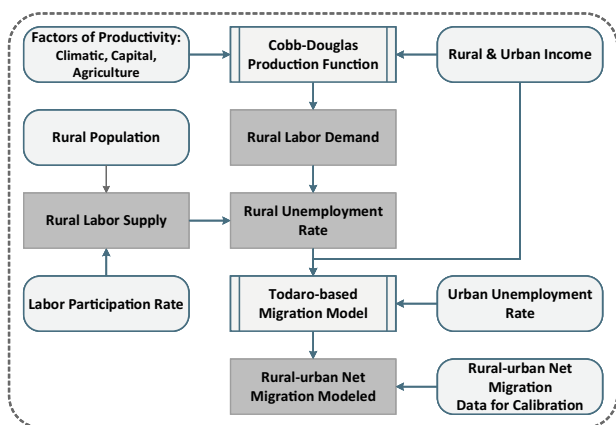 Factors of Productivity:
Climatic, Capital,
Agriculture
Cobb-Douglas
Production Function
Rural & Urban Income
Rural Population
Rural Labor Demand
Rural Labor Supply
Rural Unemployment
Rate
Labor Participation Rate
Todaro-based
Migration Model
Urban Unemployment
Rate
Rural-urban Net
Migration Modeled
Rural-urban Net
Migration
Data for Calibration